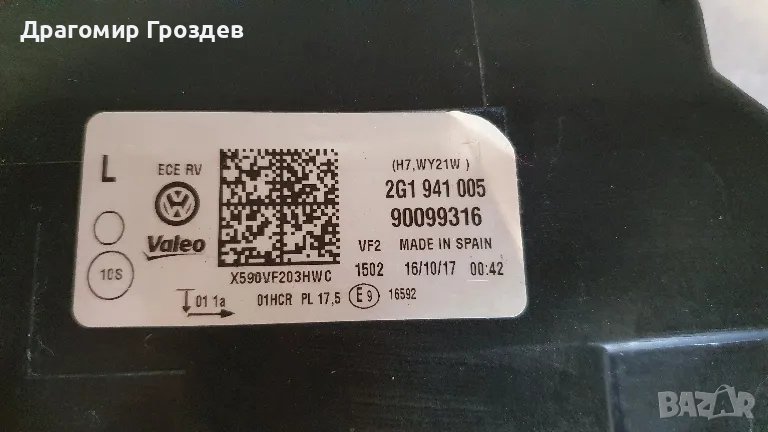 Драгомир Гроздев
L
ECE RV
(H7,WY21W )
2G1 941 005
90099316
Valeo
VF2 MADE IN SPAIN
10S
X590VF203HWC
1502 16/10/17 00:42
01 1a
01HCR PL 17,5 E9 16592
BAZAR